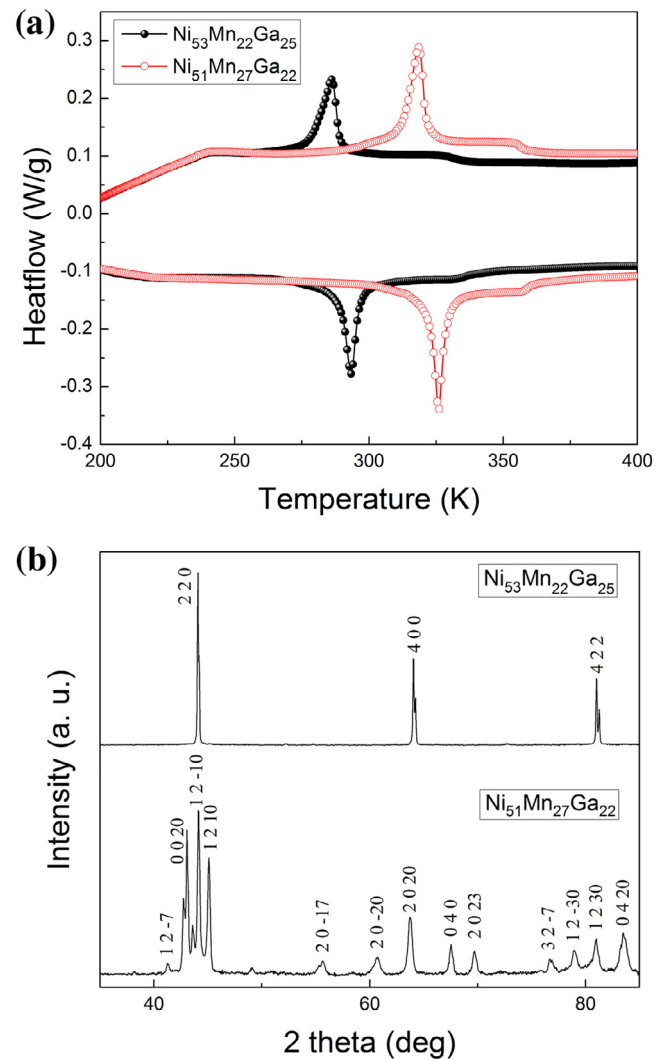 (a)
Ni53Mn22Ga25
Ni51Mn27Ga22
Heatflow (W/g)
0.3
0.2
0.1
0.0
-0.1
-0.2
-0.3
-0.4
200 250 300 350 400
Temperature (K)
(b)
Ni53Mn22Ga25
2 2 0
4 0 0
4 2 2
Intensity (a. u.)
Ni51Mn27Ga22
1 2 -7
0 0 20
1 2 -10
1 2 10
2 0 -17
2 0 -20
2 0 20
0 4 0
2 0 23
3 2 -7
1 2 -30
1 2 30
0 4 20
40 60 80
2 theta (deg)